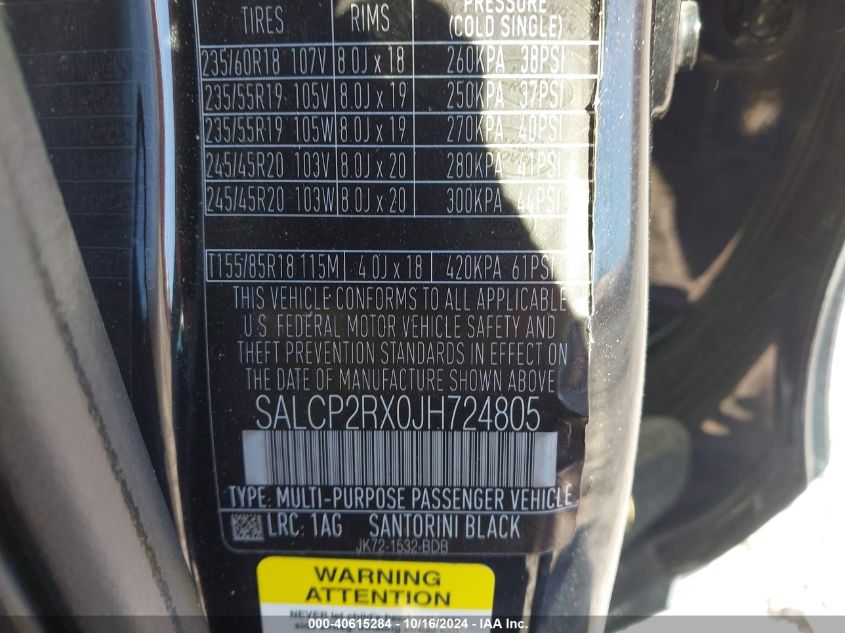 TIRES RIMS PRESSURE
(COLD SINGLE)
235/60R18 107V 8.0J x 18 260KPA 38PSI
235/55R19 105V 8.0J x 19 250KPA 37PSI
235/55R19 105W 8.0J x 19 270KPA 40PSI
245/45R20 103V 8.0J x 20 280KPA 41PSI
245/45R20 103W 8.0J x 20 300KPA 44PSI
T155/85R18 115M 4.0J x 18 420KPA 61PSI
THIS VEHICLE CONFORMS TO ALL APPLICABLE
U.S. FEDERAL MOTOR VEHICLE SAFETY AND
THEFT PREVENTION STANDARDS IN EFFECT ON
THE DATE OF MANUFACTURE SHOWN ABOVE
SALCP2RX0JH724805
TYPE: MULTI-PURPOSE PASSENGER VEHICLE
LRC: 1AG SANTORINI BLACK
JK72-1532-BDB
WARNING
ATTENTION
NEVER let child's
000-40615284 - 10/16/2024 - IAA Inc.